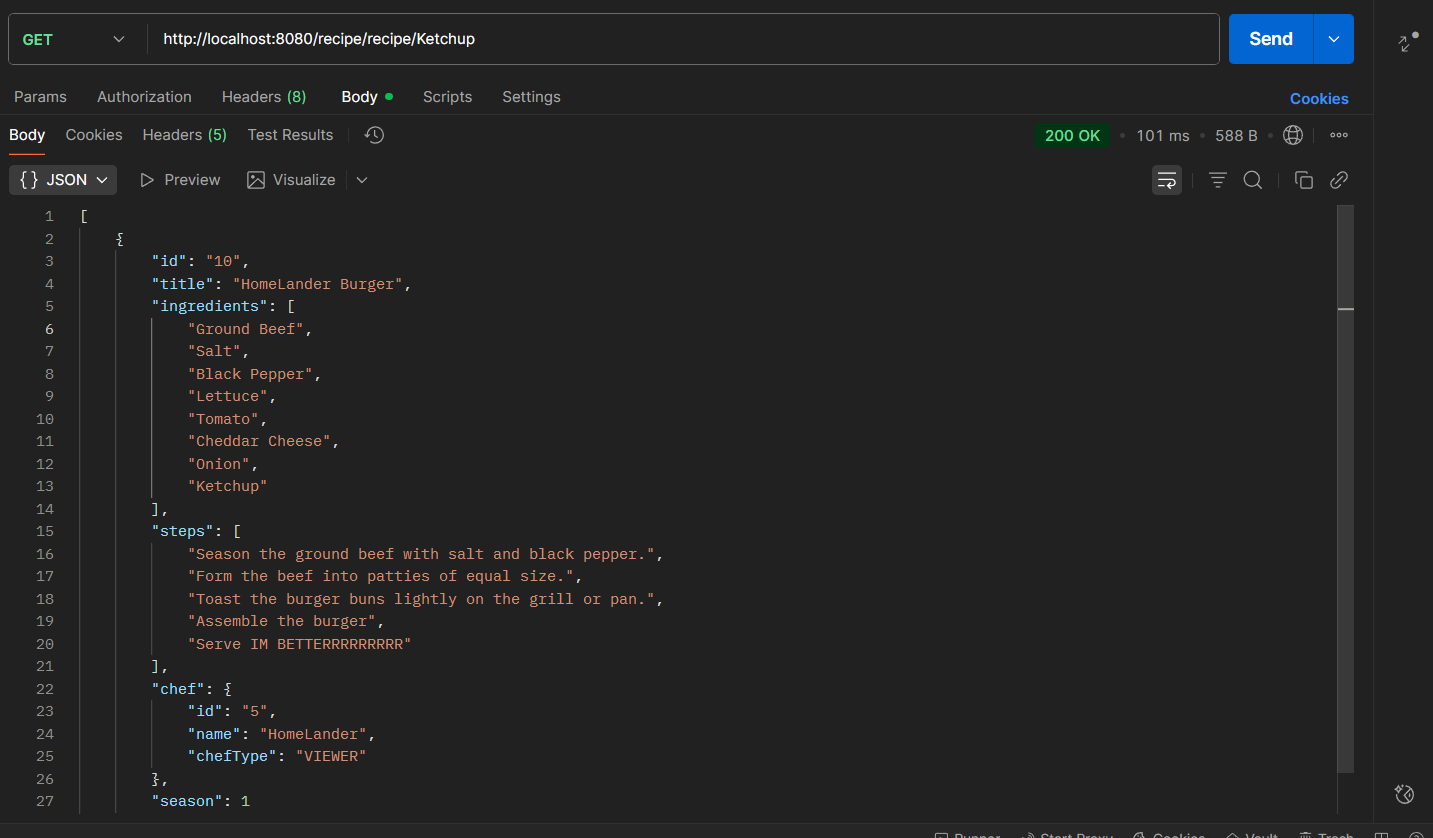 GET http://localhost:8080/recipe/recipe/Ketchup Send
Params Authorization Headers (8) Body Scripts Settings Cookies
Body Cookies Headers (5) Test Results 200 OK 101 ms 588 B
{} JSON Preview Visualize
1 [
2 {
3 "id": "10",
4 "title": "HomeLander Burger",
5 "ingredients": [
6 "Ground Beef",
7 "Salt",
8 "Black Pepper",
9 "Lettuce",
10 "Tomato",
11 "Cheddar Cheese",
12 "Onion",
13 "Ketchup"
14 ],
15 "steps": [
16 "Season the ground beef with salt and black pepper.",
17 "Form the beef into patties of equal size.",
18 "Toast the burger buns lightly on the grill or pan.",
19 "Assemble the burger",
20 "Serve IM BETTERRRRRRRRR"
21 ],
22 "chef": {
23 "id": "5",
24 "name": "HomeLander",
25 "chefType": "VIEWER"
26 },
27 "season": 1
Runner Start Proxy Cookies Vault Trash